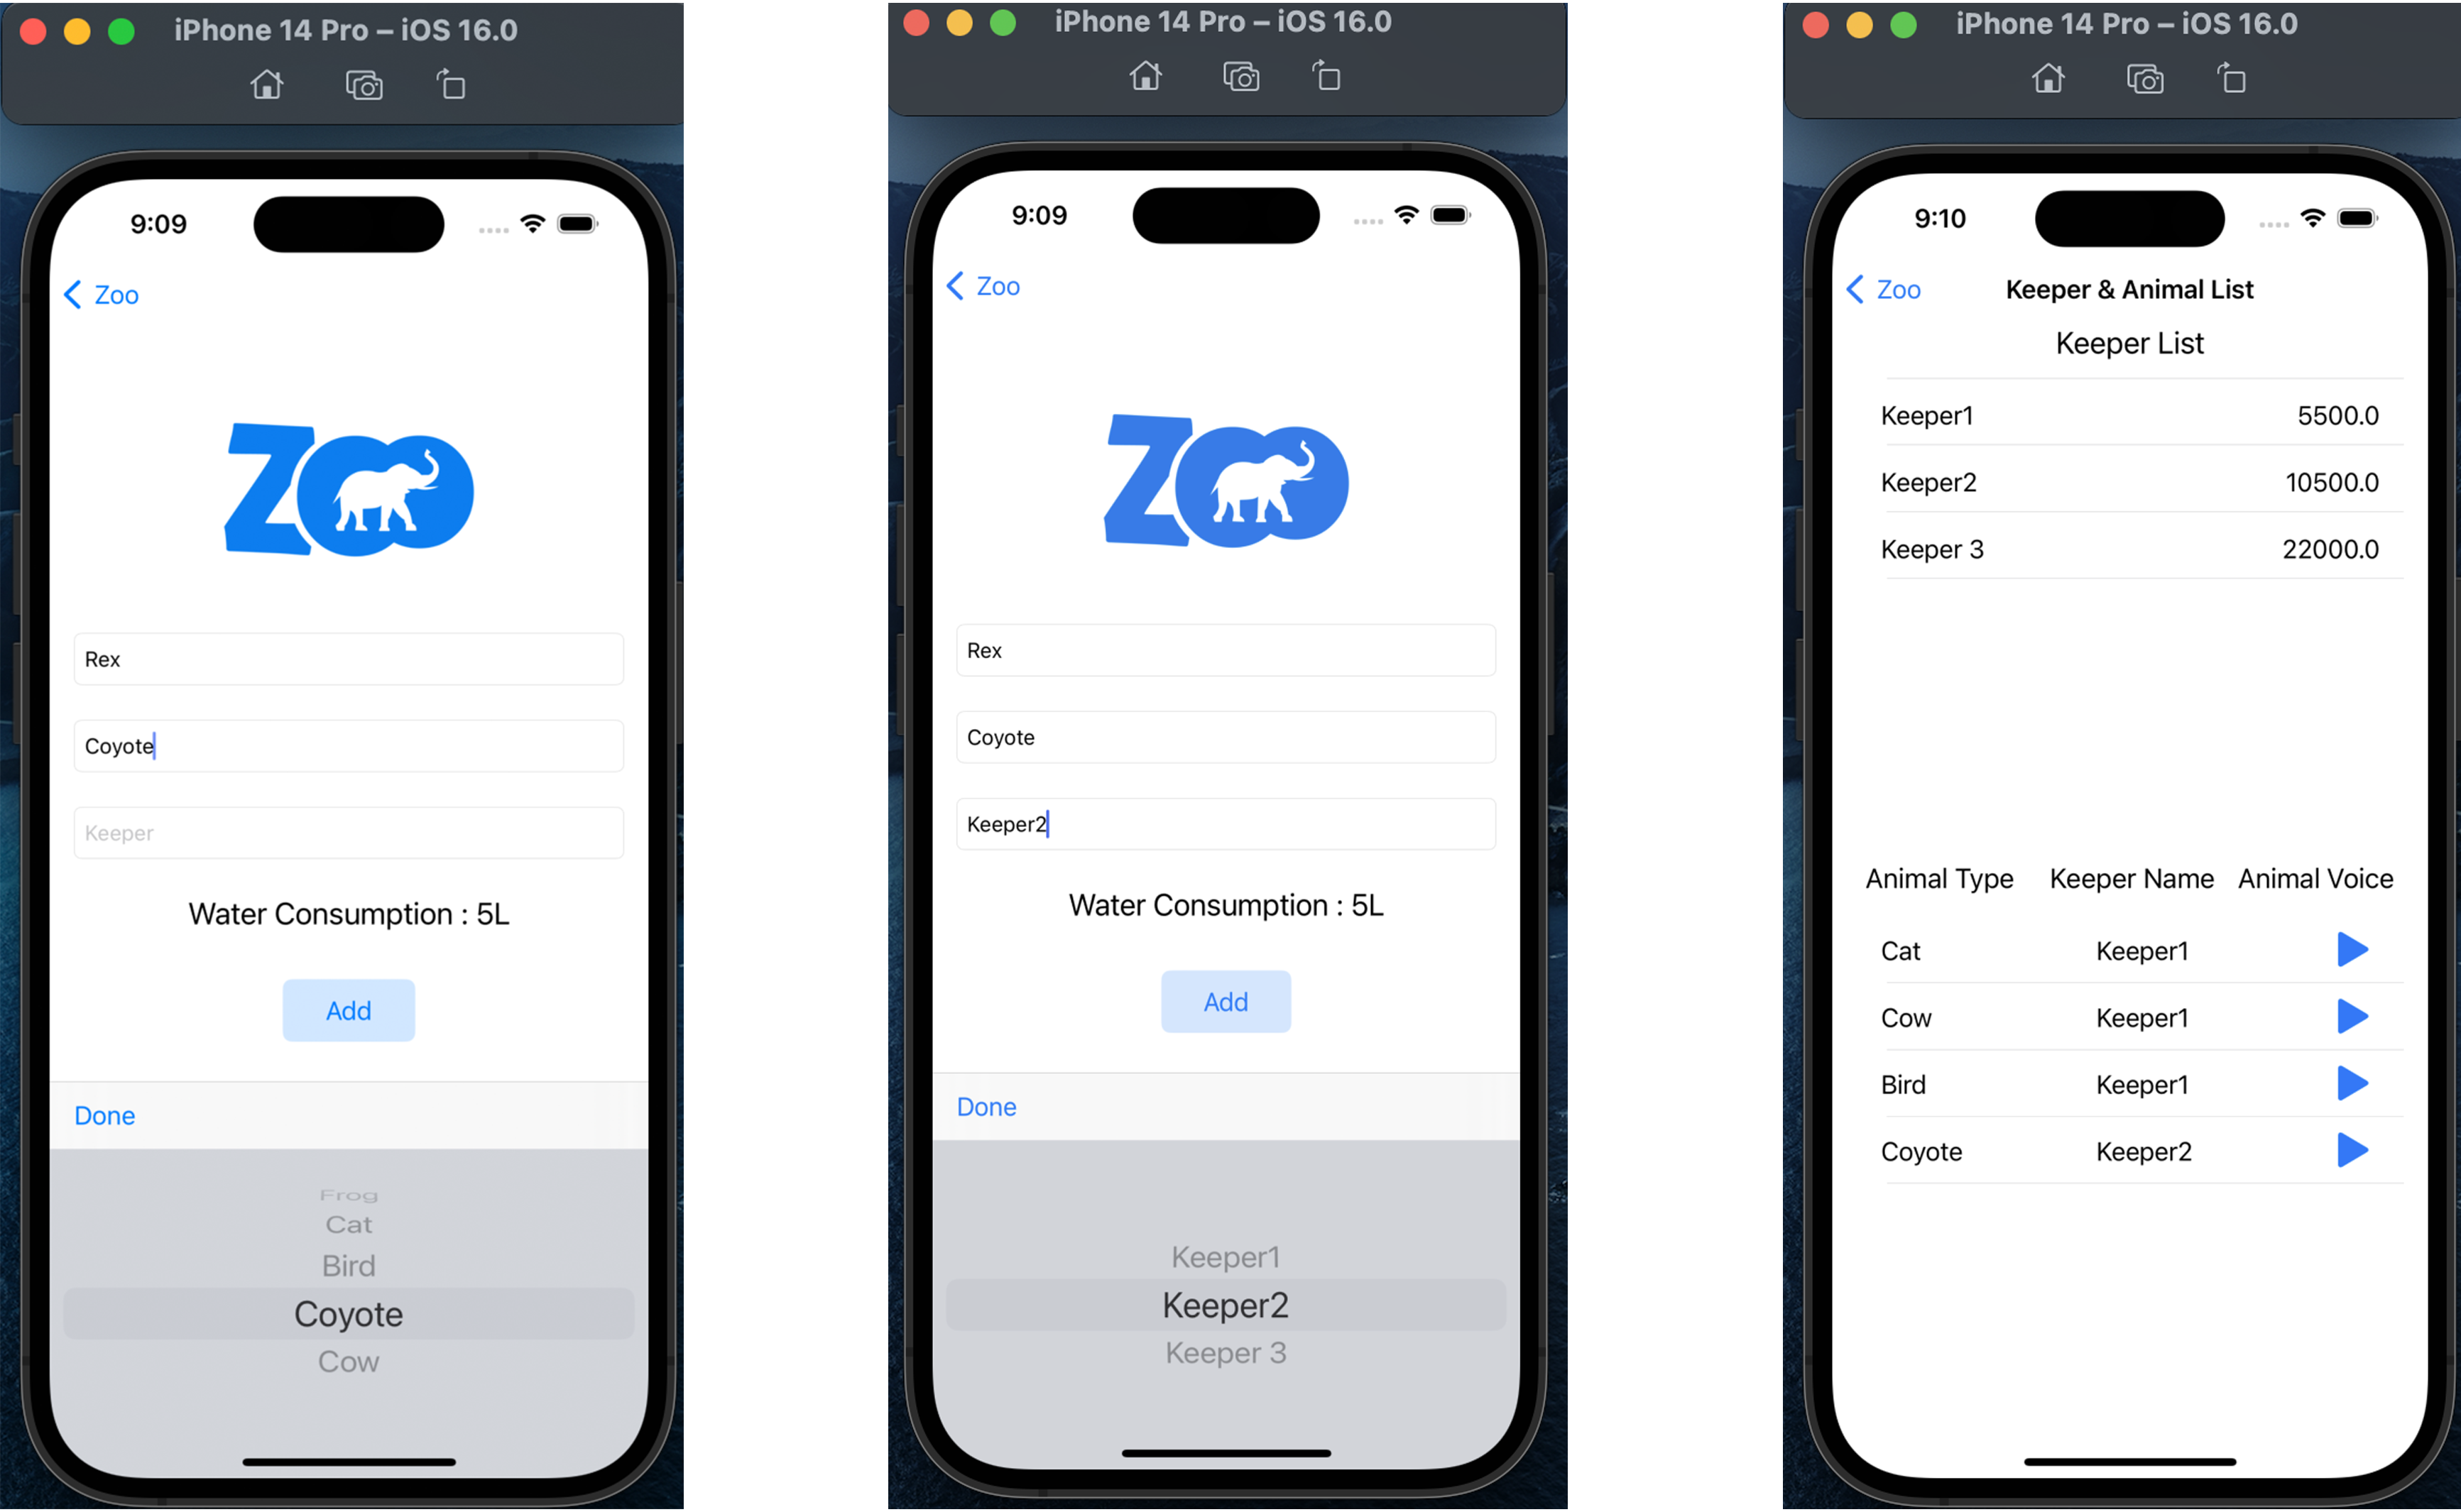 iPhone 14 Pro – iOS 16.0
9:09
Zoo
ZOO
Rex
Coyote
Keeper
Water Consumption : 5L
Add
Done
Frog
Cat
Bird
Coyote
Cow
iPhone 14 Pro – iOS 16.0
9:09
Zoo
ZOO
Rex
Coyote
Keeper2
Water Consumption : 5L
Add
Done
Keeper1
Keeper2
Keeper 3
iPhone 14 Pro – iOS 16.0
9:10
Zoo Keeper & Animal List
Keeper List
Keeper1 5500.0
Keeper2 10500.0
Keeper 3 22000.0
Animal Type Keeper Name Animal Voice
Cat Keeper1
Cow Keeper1
Bird Keeper1
Coyote Keeper2